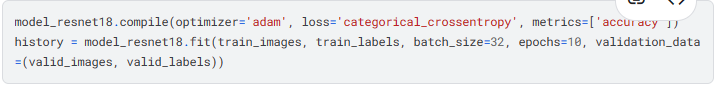 model_resnet18.compile(optimizer='adam', loss='categorical_crossentropy', metrics=['accuracy'])
history = model_resnet18.fit(train_images, train_labels, batch_size=32, epochs=10, validation_data
=(valid_images, valid_labels))